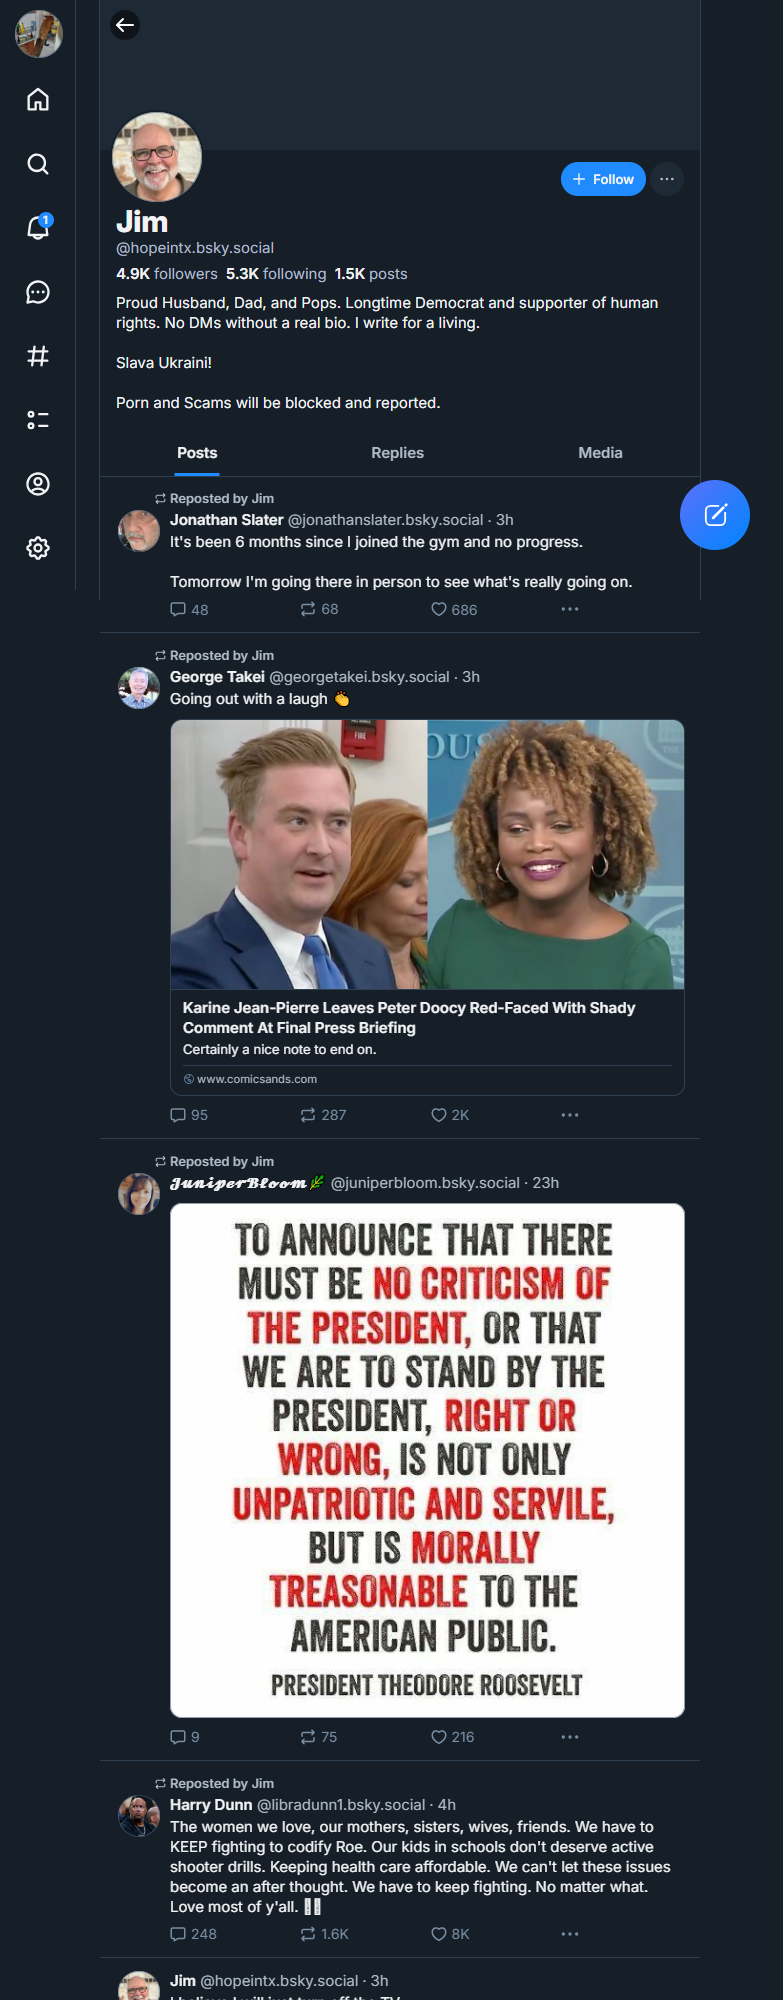 + Follow
1
Jim
@hopeintx.bsky.social
4.9K followers 5.3K following 1.5K posts
Proud Husband, Dad, and Pops. Longtime Democrat and supporter of human
rights. No DMs without a real bio. I write for a living.
Slava Ukraini!
Porn and Scams will be blocked and reported.
Posts Replies Media
Reposted by Jim
Jonathan Slater @jonathanslater.bsky.social · 3h
It's been 6 months since I joined the gym and no progress.
Tomorrow I'm going there in person to see what's really going on.
48 68 686
Reposted by Jim
George Takei @georgetakei.bsky.social · 3h
Going out with a laugh 👏
FIRE
OUS
THE
Karine Jean-Pierre Leaves Peter Doocy Red-Faced With Shady
Comment At Final Press Briefing
Certainly a nice note to end on.
www.comicsands.com
95 287 2K
Reposted by Jim
𝓙𝓾𝓷𝓲𝓹𝓮𝓻𝓑𝓵𝓸𝓸𝓶🌿 @juniperbloom.bsky.social · 23h
TO ANNOUNCE THAT THERE
MUST BE NO CRITICISM OF
THE PRESIDENT, OR THAT
WE ARE TO STAND BY THE
PRESIDENT, RIGHT OR
WRONG, IS NOT ONLY
UNPATRIOTIC AND SERVILE,
BUT IS MORALLY
TREASONABLE TO THE
AMERICAN PUBLIC.
PRESIDENT THEODORE ROOSEVELT
9 75 216
Reposted by Jim
Harry Dunn @libradunn1.bsky.social · 4h
The women we love, our mothers, sisters, wives, friends. We have to
KEEP fighting to codify Roe. Our kids in schools don't deserve active
shooter drills. Keeping health care affordable. We can't let these issues
become an after thought. We have to keep fighting. No matter what.
Love most of y'all.
248 1.6K 8K
Jim @hopeintx.bsky.social · 3h
I believe I will just turn off the TV